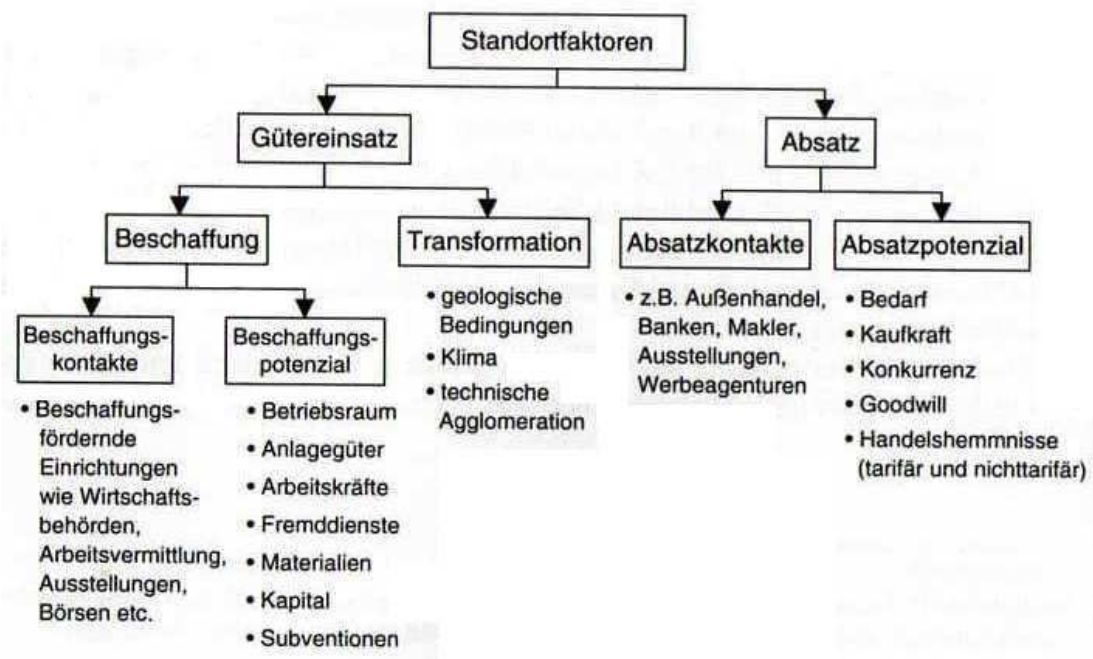 Standortfaktoren
Gütereinsatz
Absatz
Beschaffung
Transformation
Absatzkontakte
Absatzpotenzial
Beschaffungs-
kontakte
• Beschaffungs-
fördernde
Einrichtungen
wie Wirtschafts-
behörden,
Arbeitsvermittlung,
Ausstellungen,
Börsen etc.
Beschaffungs-
potenzial
• Betriebsraum
• Anlagegüter
• Arbeitskräfte
• Fremddienste
• Materialien
• Kapital
• Subventionen
• geologische
Bedingungen
• Klima
• technische
Agglomeration
• z.B. Außenhandel,
Banken, Makler,
Ausstellungen,
Werbeagenturen
• Bedarf
• Kaufkraft
• Konkurrenz
• Goodwill
• Handelshemmnisse
(tarifär und nichttarifär)